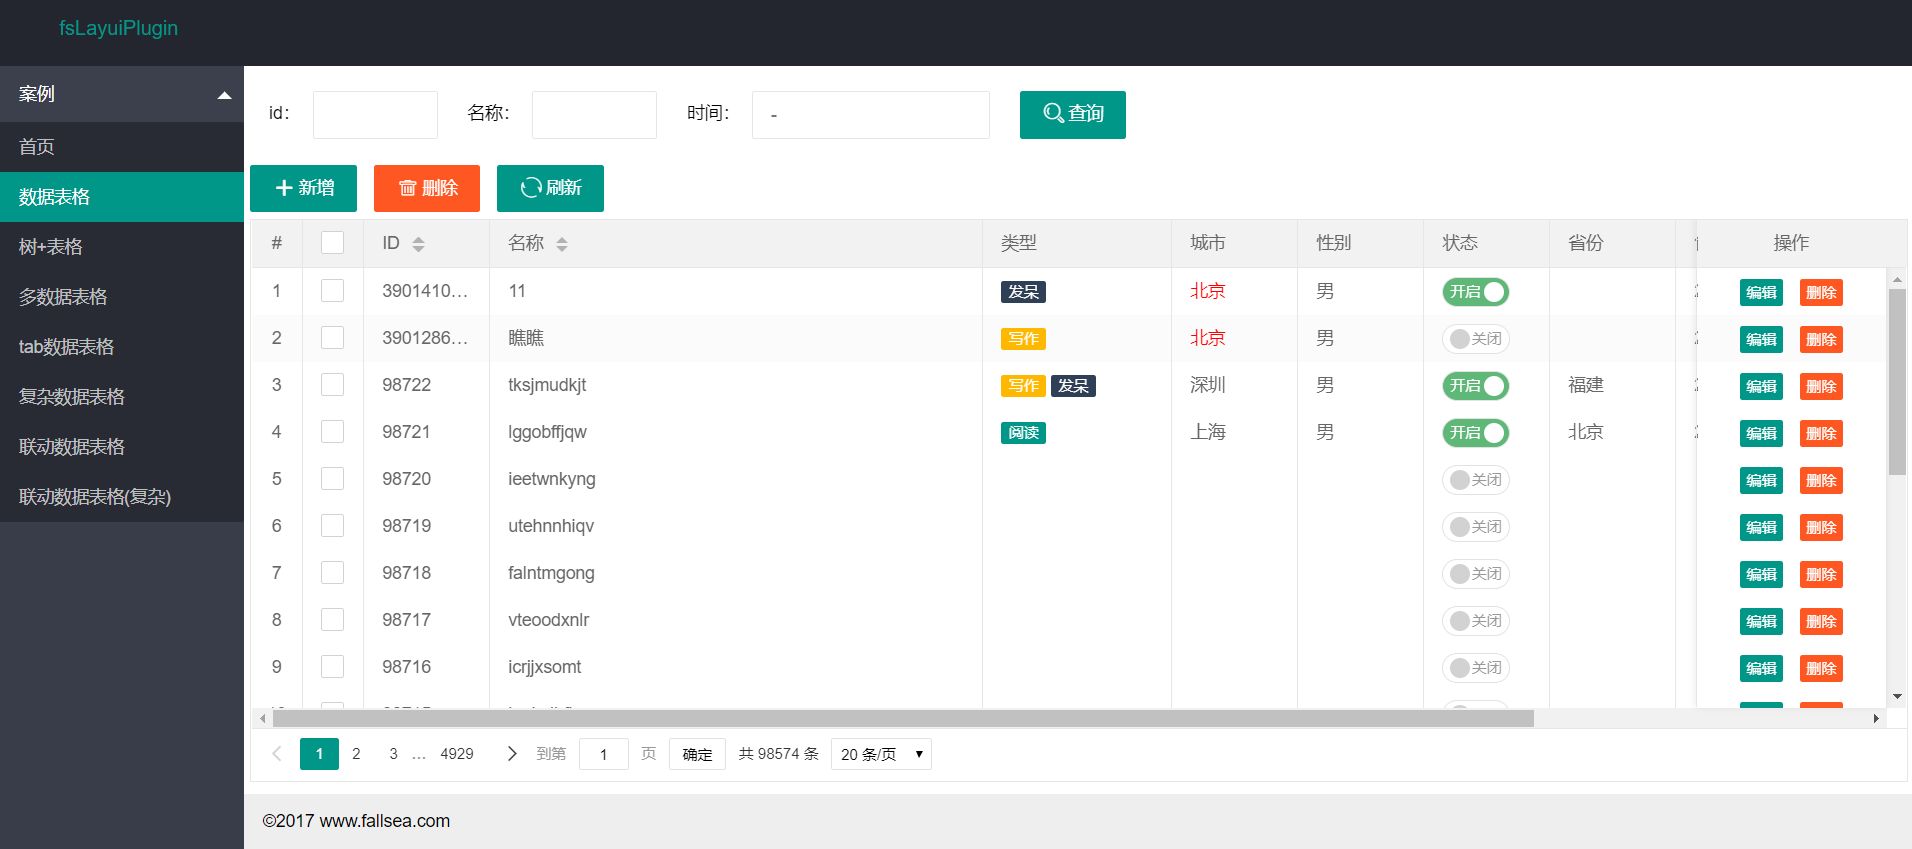 fsLayuiPlugin
案例
首页
数据表格
树+表格
多数据表格
tab数据表格
复杂数据表格
联动数据表格
联动数据表格(复杂)
id： 名称： 时间： - 查询
新增 删除 刷新
# ID 名称 类型 城市 性别 状态 省份 操作
1 3901410... 11 发呆 北京 男 开启 编辑 删除
2 3901286... 瞧瞧 写作 北京 男 关闭 编辑 删除
3 98722 tksjmudkjt 写作 发呆 深圳 男 开启 福建 编辑 删除
4 98721 lggobffjqw 阅读 上海 男 开启 北京 编辑 删除
5 98720 ieetwnkyng 关闭 编辑 删除
6 98719 utehnnhiqv 关闭 编辑 删除
7 98718 falntmgong 关闭 编辑 删除
8 98717 vteoodxnlr 关闭 编辑 删除
9 98716 icrjjxsomt 关闭 编辑 删除
1 2 3 ... 4929 到第 1 页 确定 共 98574 条 20 条/页
©2017 www.fallsea.com